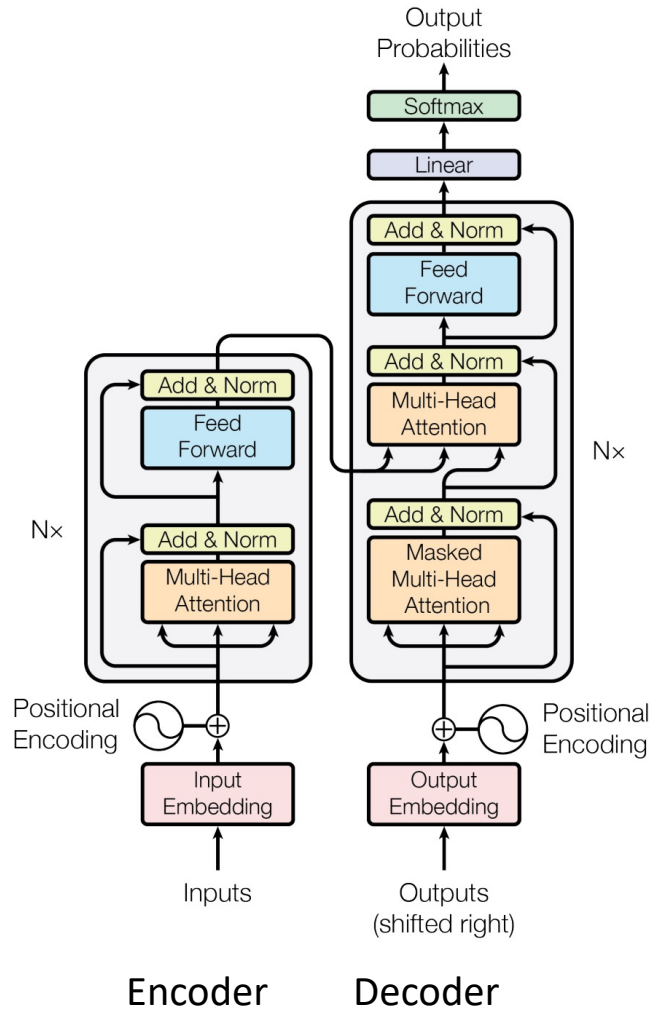 Output
Probabilities
Softmax
Linear
Add & Norm
Feed
Forward
Add & Norm
Multi-Head
Attention
Nx
Add & Norm
Masked
Multi-Head
Attention
Add & Norm
Feed
Forward
Nx
Add & Norm
Multi-Head
Attention
Positional
Encoding
Positional
Encoding
Input
Embedding
Output
Embedding
Inputs
Outputs
(shifted right)
Encoder
Decoder